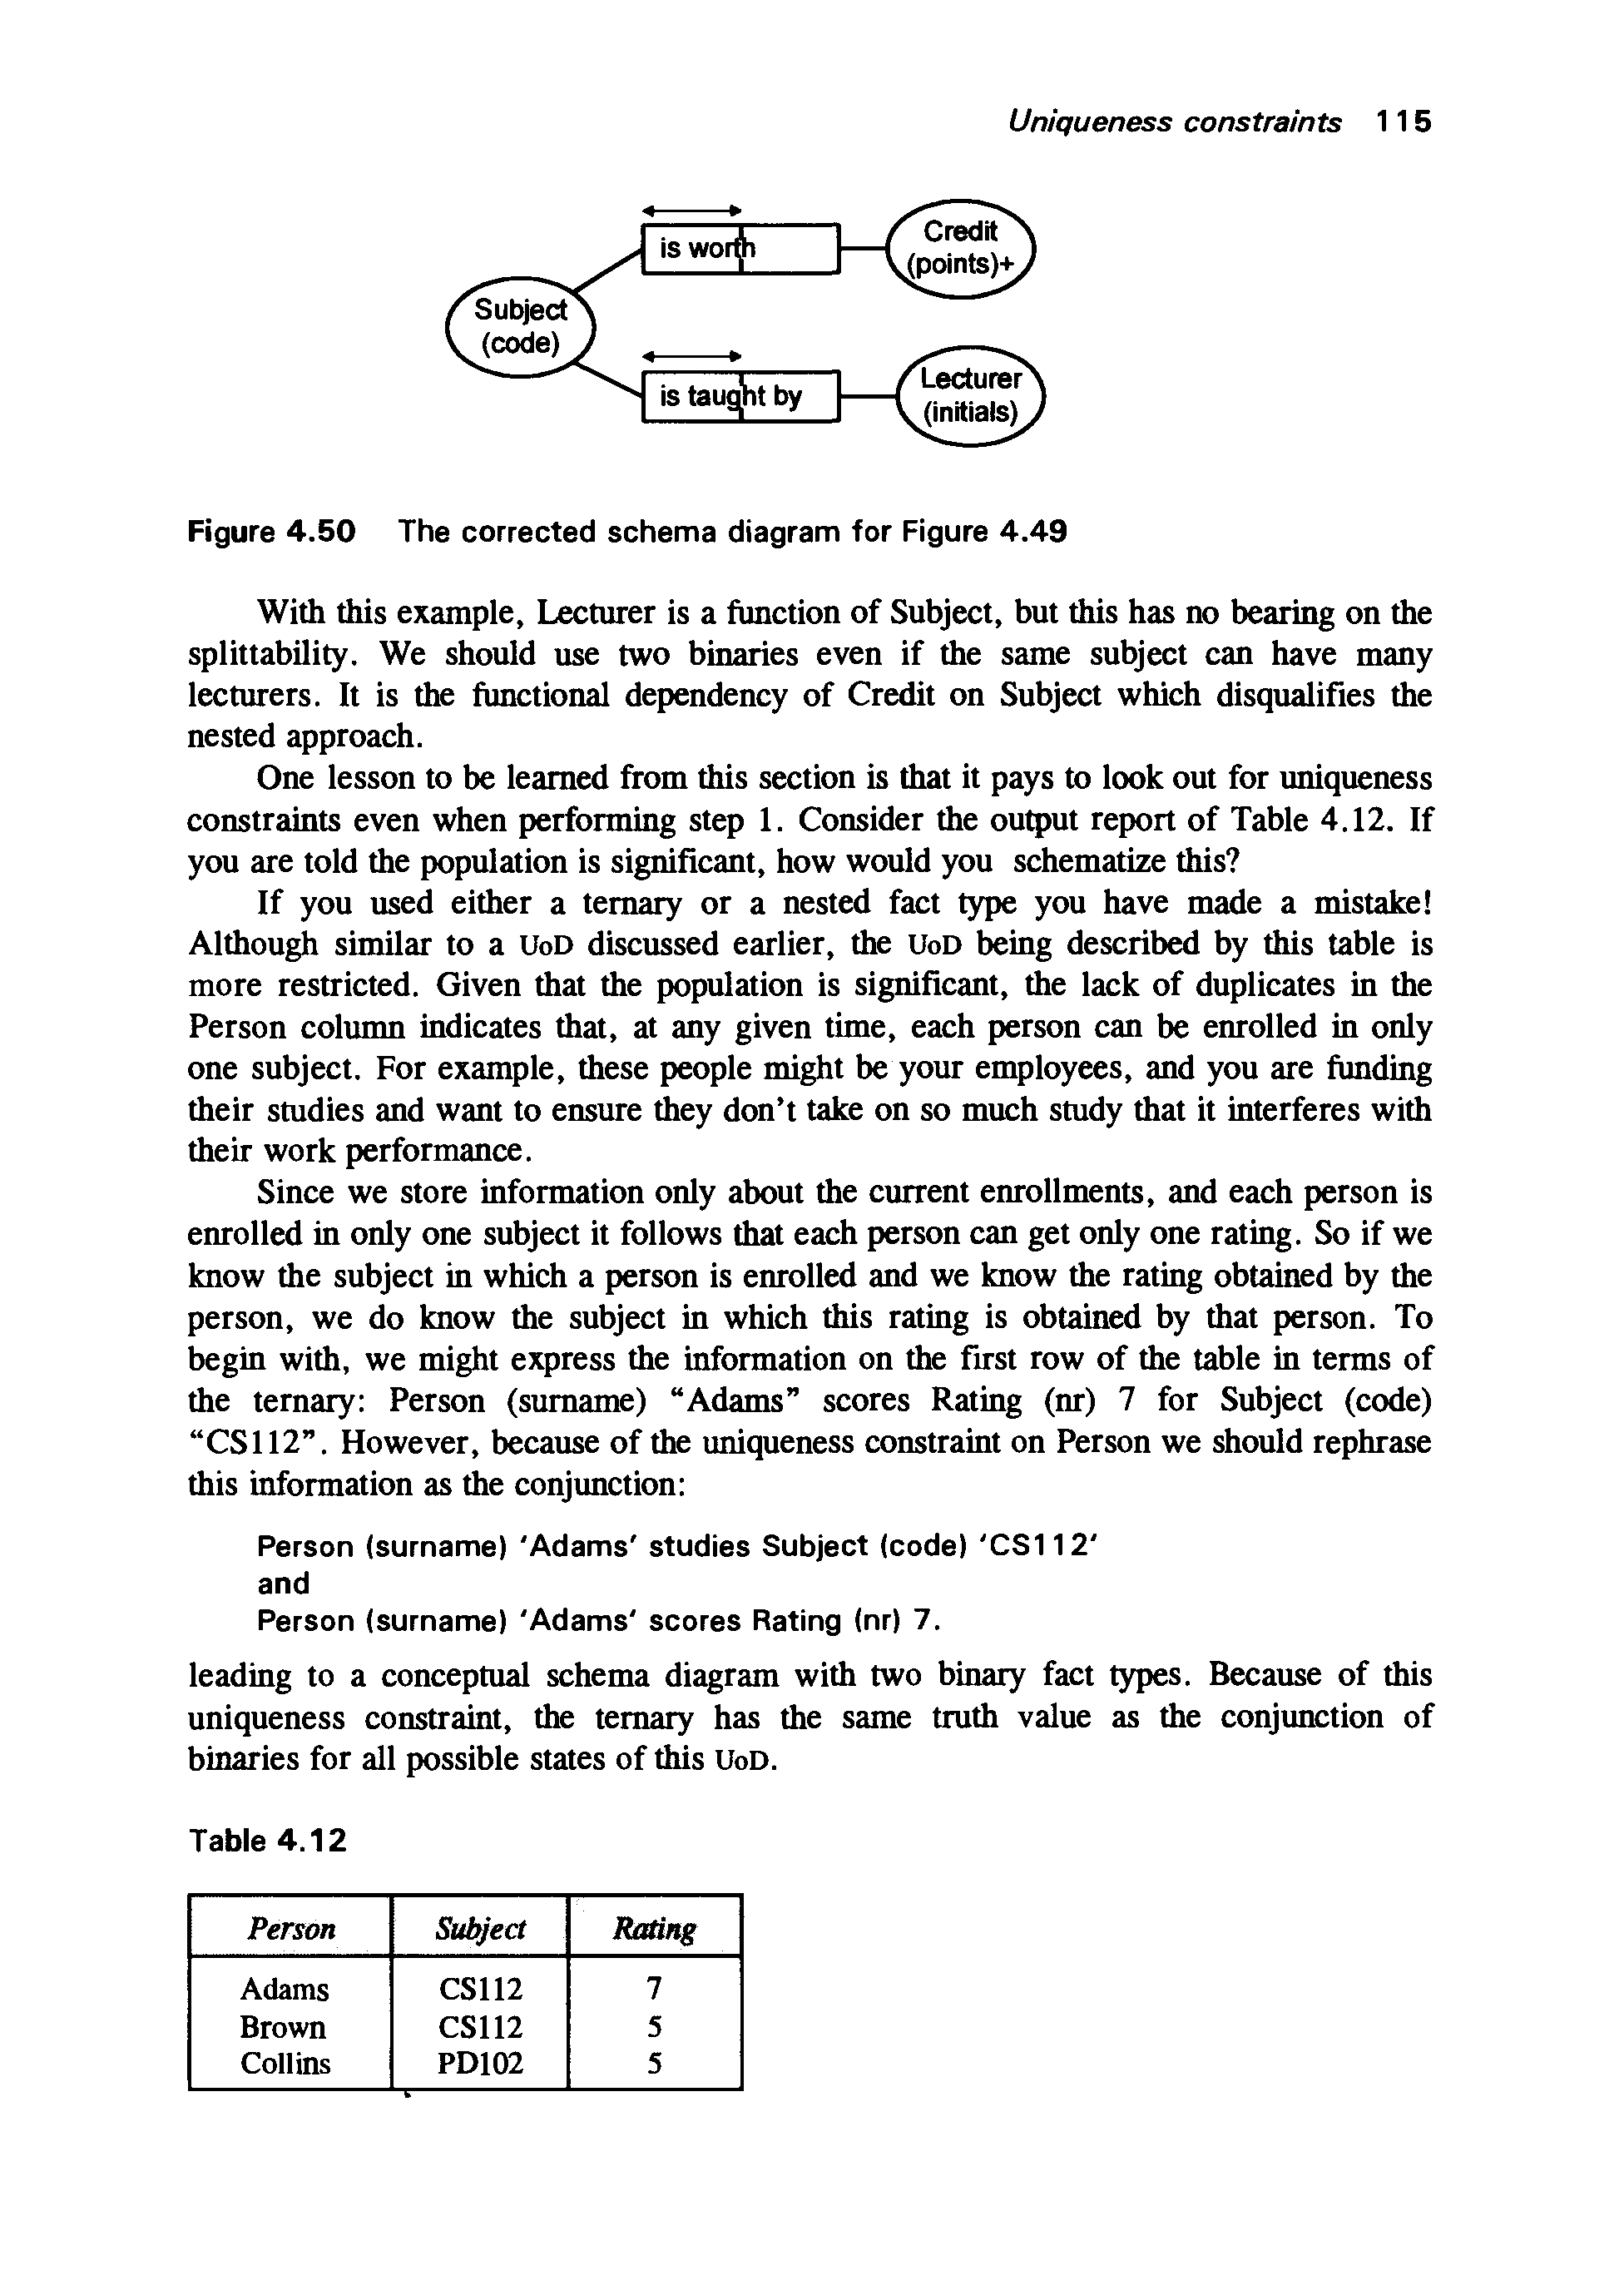 Uniqueness constraints 115
is worth
Credit
(points)+
Subject
(code)
is taught by
Lecturer
(initials)
Figure 4.50 The corrected schema diagram for Figure 4.49
With this example, Lecturer is a function of Subject, but this has no bearing on the
splittability. We should use two binaries even if the same subject can have many
lecturers. It is the functional dependency of Credit on Subject which disqualifies the
nested approach.
One lesson to be learned from this section is that it pays to look out for uniqueness
constraints even when performing step 1. Consider the output report of Table 4.12. If
you are told the population is significant, how would you schematize this?
If you used either a ternary or a nested fact type you have made a mistake!
Although similar to a UoD discussed earlier, the UoD being described by this table is
more restricted. Given that the population is significant, the lack of duplicates in the
Person column indicates that, at any given time, each person can be enrolled in only
one subject. For example, these people might be your employees, and you are funding
their studies and want to ensure they don't take on so much study that it interferes with
their work performance.
Since we store information only about the current enrollments, and each person is
enrolled in only one subject it follows that each person can get only one rating. So if we
know the subject in which a person is enrolled and we know the rating obtained by the
person, we do know the subject in which this rating is obtained by that person. To
begin with, we might express the information on the first row of the table in terms of
the ternary: Person (surname) “Adams” scores Rating (nr) 7 for Subject (code)
“CS112”. However, because of the uniqueness constraint on Person we should rephrase
this information as the conjunction:
Person (surname) 'Adams' studies Subject (code) 'CS112'
and
Person (surname) 'Adams' scores Rating (nr) 7.
leading to a conceptual schema diagram with two binary fact types. Because of this
uniqueness constraint, the ternary has the same truth value as the conjunction of
binaries for all possible states of this UoD.
Table 4.12
Person Subject Rating
Adams CS112 7
Brown CS112 5
Collins PD102 5